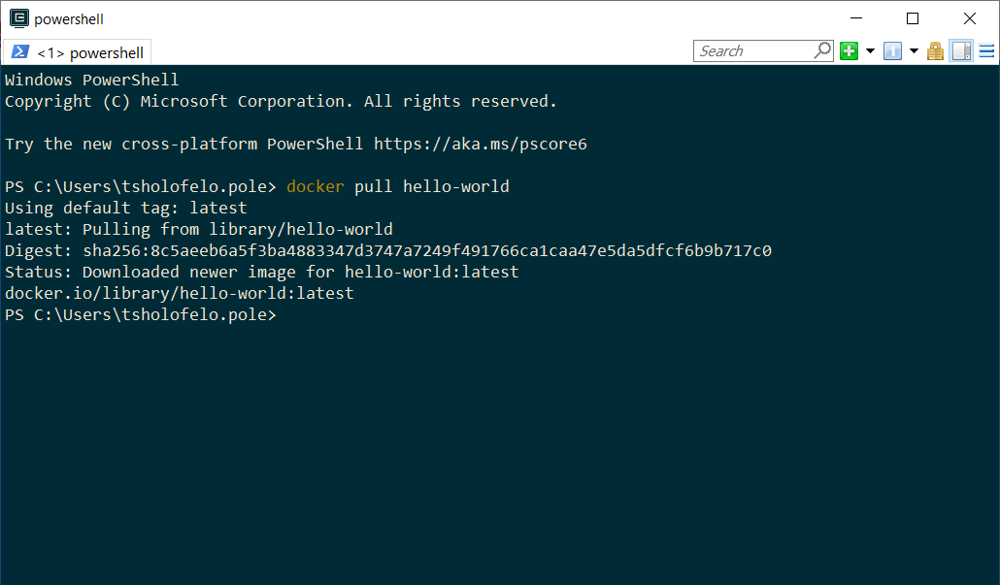 powershell
<1> powershell
Search
Windows PowerShell
Copyright (C) Microsoft Corporation. All rights reserved.
Try the new cross-platform PowerShell https://aka.ms/pscore6
PS C:\Users\tsholofelo.pole> docker pull hello-world
Using default tag: latest
latest: Pulling from library/hello-world
Digest: sha256:8c5aeeb6a5f3ba4883347d3747a7249f491766ca1caa47e5da5dfcf6b9b717c0
Status: Downloaded newer image for hello-world:latest
docker.io/library/hello-world:latest
PS C:\Users\tsholofelo.pole>